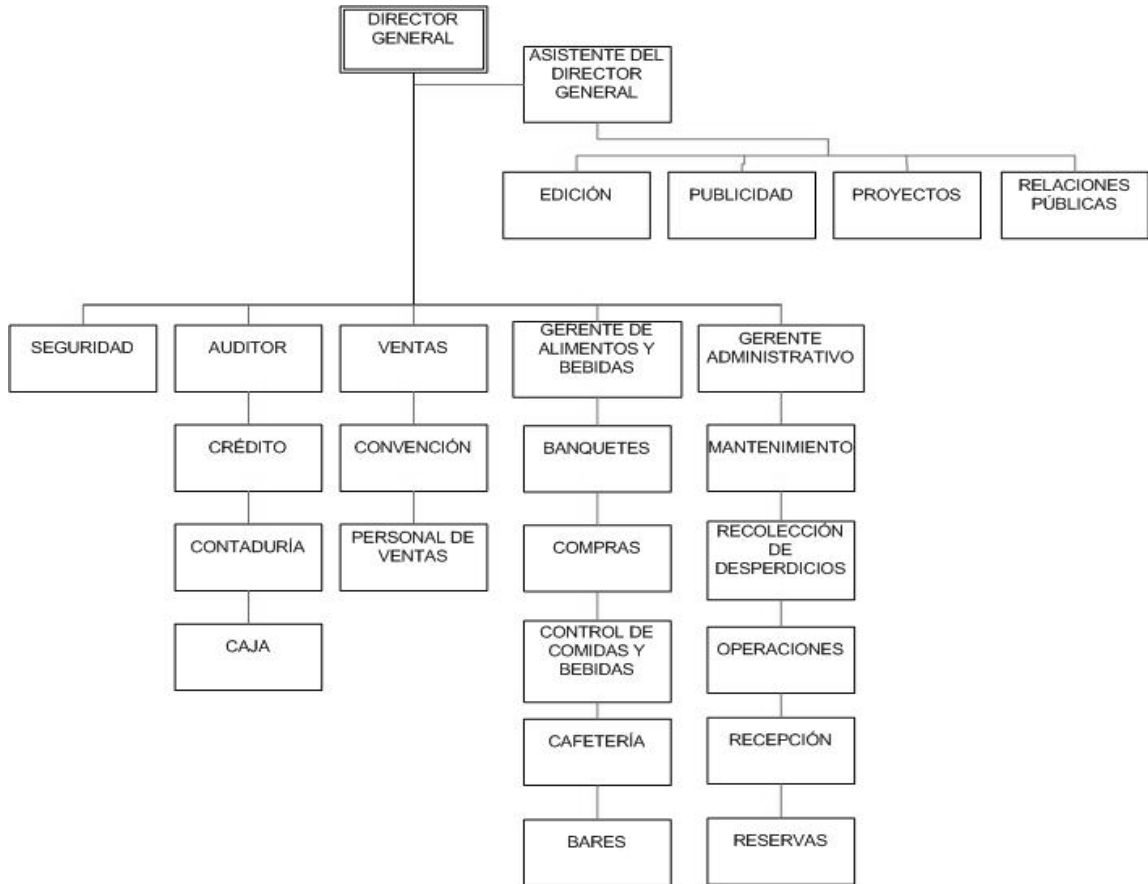 DIRECTOR
GENERAL
ASISTENTE DEL
DIRECTOR
GENERAL
EDICIÓN
PUBLICIDAD
PROYECTOS
RELACIONES
PÚBLICAS
SEGURIDAD
AUDITOR
VENTAS
GERENTE DE
ALIMENTOS Y
BEBIDAS
GERENTE
ADMINISTRATIVO
CRÉDITO
CONVENCIÓN
BANQUETES
MANTENIMIENTO
CONTADURÍA
PERSONAL DE
VENTAS
COMPRAS
RECOLECCIÓN
DE
DESPERDICIOS
CAJA
CONTROL DE
COMIDAS Y
BEBIDAS
OPERACIONES
CAFETERÍA
RECEPCIÓN
BARES
RESERVAS